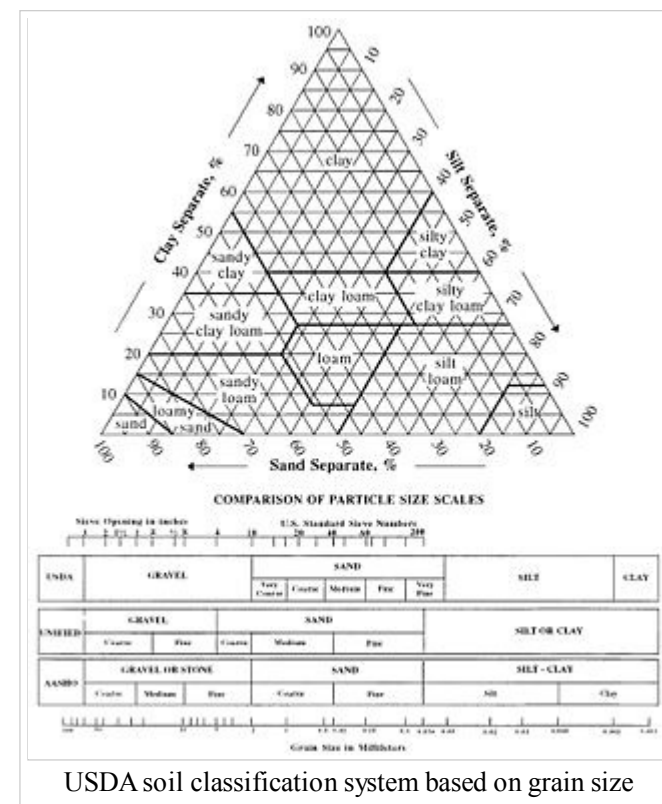 100
90 10
80 20
70 30
clay
60 40
Clay Separate, %
Silt Separate, %
50 silty clay 50
sandy clay
40 60
clay loam silty clay loam
30 70
sandy clay loam
20 loam 80
sandy loam silt loam
10 90
loamy sand
sand silt 100
100 90 80 70 60 50 40 30 20 10
Sand Separate, %
COMPARISON OF PARTICLE SIZE SCALES
Sieve Opening in Inches U.S. Standard Sieve Numbers
10 20 40 60 200
USDA GRAVEL SAND SILT CLAY
Very Coarse Coarse Medium Fine Very Fine
UNIFIED GRAVEL SAND SILT OR CLAY
Coarse Fine Coarse Medium Fine
AASHO GRAVEL OR STONE SAND SILT - CLAY
Coarse Medium Fine Coarse Fine Silt Clay
Grain Size in Millimeters
USDA soil classification system based on grain size